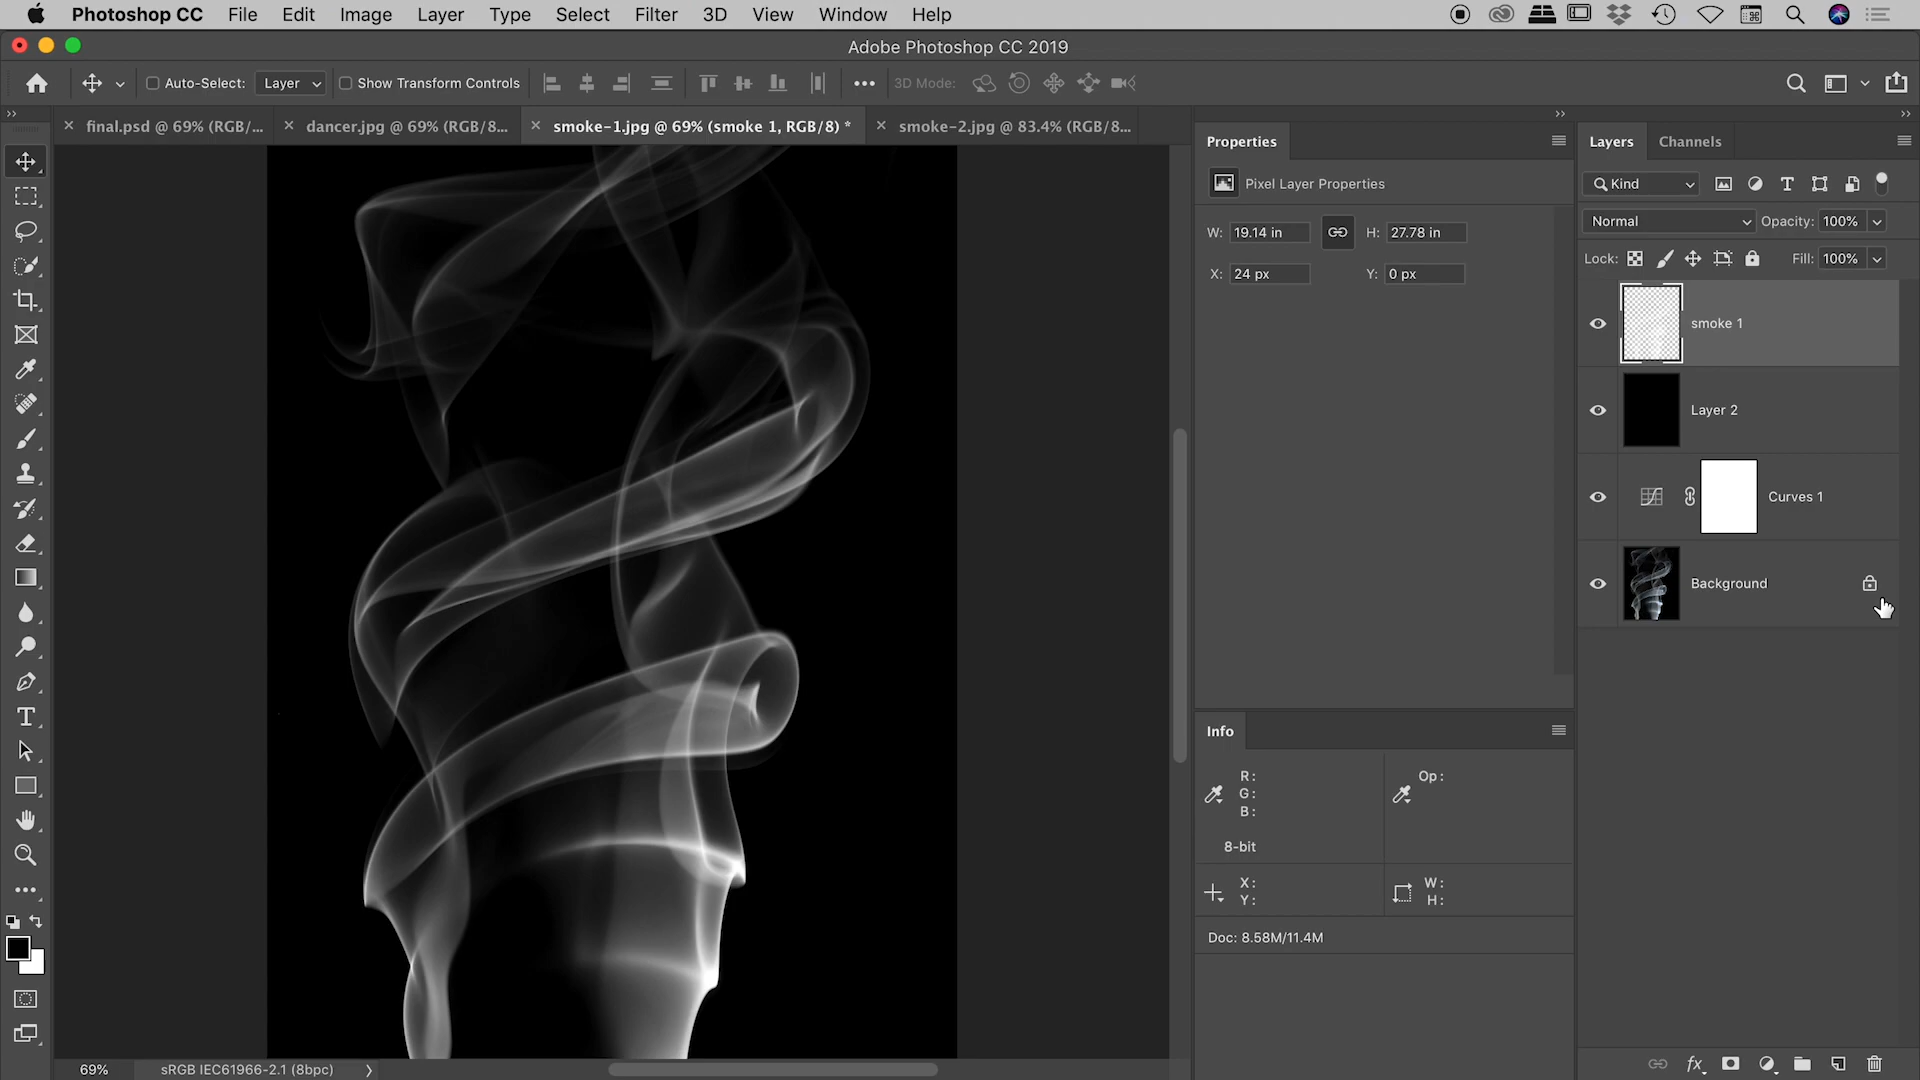 Photoshop CC File Edit Image Layer Type Select Filter 3D View Window Help
Adobe Photoshop CC 2019
Auto-Select: Layer Show Transform Controls 3D Mode:
final.psd @ 69% (RGB/... dancer.jpg @ 69% (RGB/8... smoke-1.jpg @ 69% (smoke 1, RGB/8) * smoke-2.jpg @ 83.4% (RGB/8...
Properties
Pixel Layer Properties
W: 19.14 in H: 27.78 in
X: 24 px Y: 0 px
Info
R: Op:
G:
B:
8-bit
X: W:
Y: H:
Doc: 8.58M/11.4M
Layers Channels
Kind
Normal Opacity: 100%
Lock: Fill: 100%
smoke 1
Layer 2
Curves 1
Background
fx
69% sRGB IEC61966-2.1 (8bpc)